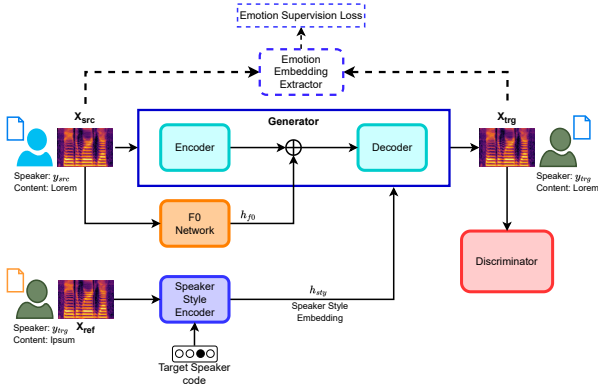 Emotion Supervision Loss
Emotion
Embedding
Extractor
X_src
Generator
X_trg
Encoder
Decoder
Speaker: y_src
Content: Lorem
Speaker: y_trg
Content: Lorem
F0
Network
h_f0
Discriminator
Speaker
Style
Encoder
h_sty
Speaker Style
Embedding
Speaker: y_trg
Content: Ipsum
X_ref
Target Speaker
code